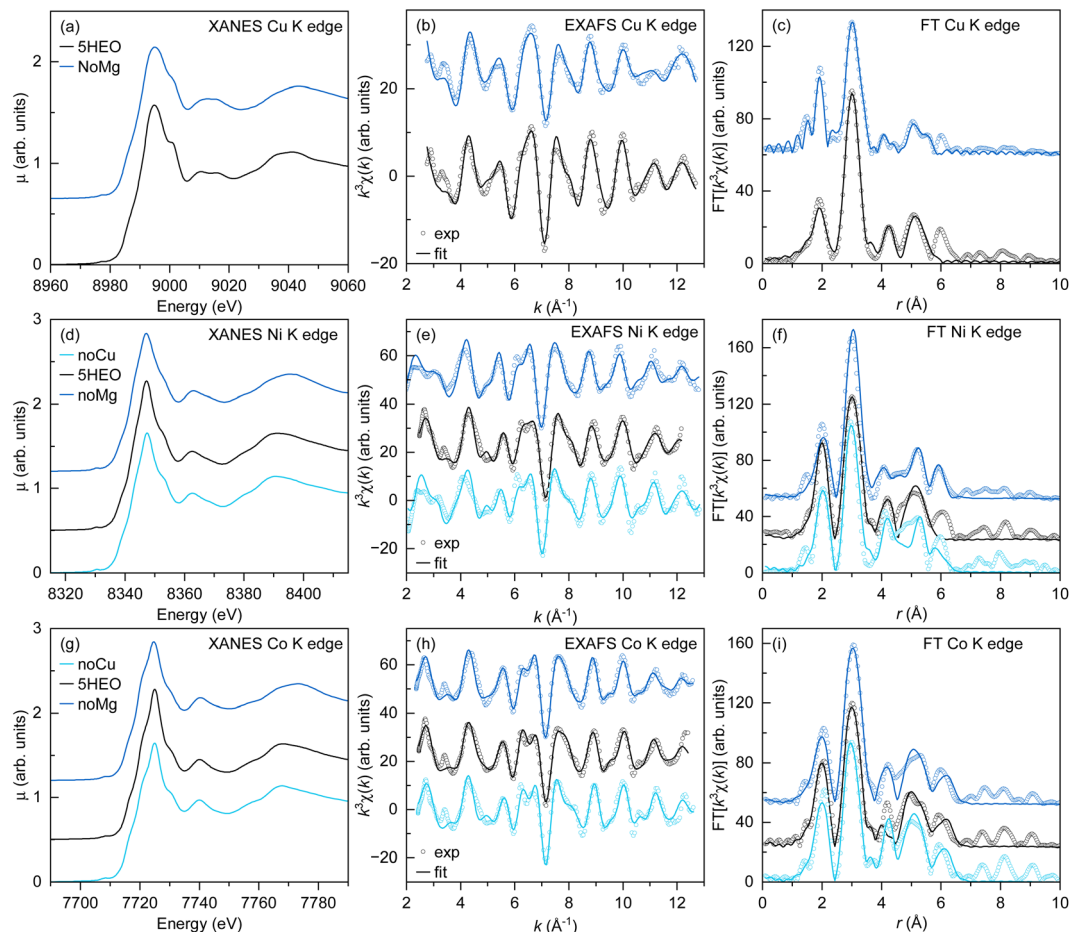 (a) XANES Cu K edge
5HEO
NoMg
μ (arb. units)
2
1
0
8960 8980 9000 9020 9040 9060
Energy (eV)
(b) EXAFS Cu K edge
k³χ(k) (arb. units)
20
0
−20
exp
fit
2 4 6 8 10 12
k (Å⁻¹)
(c) FT Cu K edge
FT[k³χ(k)] (arb. units)
120
80
40
0
0 2 4 6 8 10
r (Å)
(d) XANES Ni K edge
noCu
5HEO
noMg
μ (arb. units)
3
2
1
0
8320 8340 8360 8380 8400
Energy (eV)
(e) EXAFS Ni K edge
k³χ(k) (arb. units)
60
40
20
0
−20
exp
fit
2 4 6 8 10 12
k (Å⁻¹)
(f) FT Ni K edge
FT[k³χ(k)] (arb. units)
160
120
80
40
0
0 2 4 6 8 10
r (Å)
(g) XANES Co K edge
noCu
5HEO
noMg
μ (arb. units)
3
2
1
0
7700 7720 7740 7760 7780
Energy (eV)
(h) EXAFS Co K edge
k³χ(k) (arb. units)
60
40
20
0
−20
exp
fit
2 4 6 8 10 12
k (Å⁻¹)
(i) FT Co K edge
FT[k³χ(k)] (arb. units)
160
120
80
40
0
0 2 4 6 8 10
r (Å)